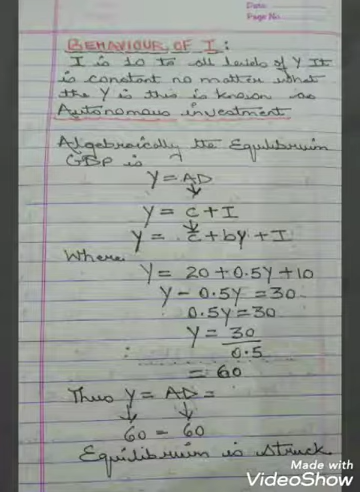 Date
Page No
BEHAVIOUR OF I :
I is 10 to all levels of Y It
is constant no matter what
the Y is this is known as
Autonomous investment
Algebraically the Equilibrium
GDP is
Y = AD
↓
Y = C + I
↓
Y = c̄ + bY + I
Where
Y = 20 + 0.5Y + 10
Y - 0.5Y = 30
0.5Y = 30
Y = 30
0.5
= 60
Thus Y = AD =
↓ ↓
60 = 60
Equilibrium is struck
Made with
VideoShow